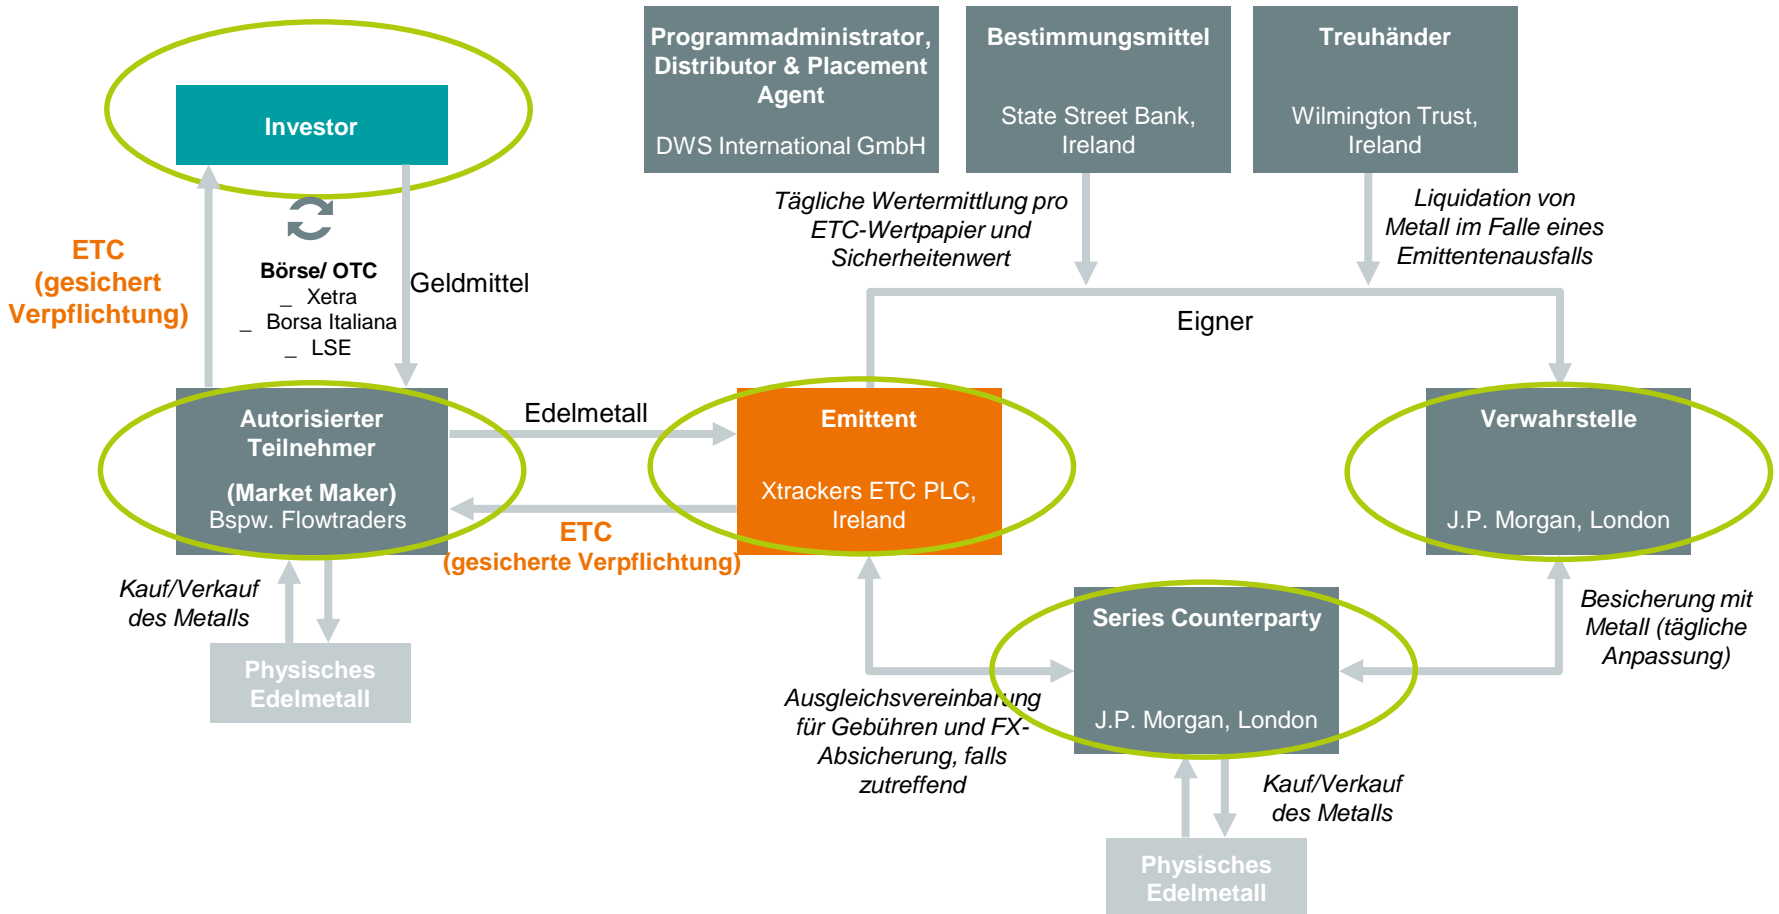 Programmadministrator,
Distributor & Placement
Agent
DWS International GmbH
Bestimmungsmittel
State Street Bank,
Ireland
Treuhänder
Wilmington Trust,
Ireland
Investor
Tägliche Wertermittlung pro
ETC-Wertpapier und
Sicherheitenwert
Liquidation von
Metall im Falle eines
Emittentenausfalls
ETC
(gesichert
Verpflichtung)
Börse/ OTC
_ Xetra
_ Borsa Italiana
_ LSE
Geldmittel
Eigner
Autorisierter
Teilnehmer
(Market Maker)
Bspw. Flowtraders
Edelmetall
ETC
(gesicherte Verpflichtung)
Emittent
Xtrackers ETC PLC,
Ireland
Verwahrstelle
J.P. Morgan, London
Kauf/Verkauf
des Metalls
Physisches
Edelmetall
Ausgleichsvereinbarung
für Gebühren und FX-
Absicherung, falls
zutreffend
Series Counterparty
J.P. Morgan, London
Besicherung mit
Metall (tägliche
Anpassung)
Kauf/Verkauf
des Metalls
Physisches
Edelmetall